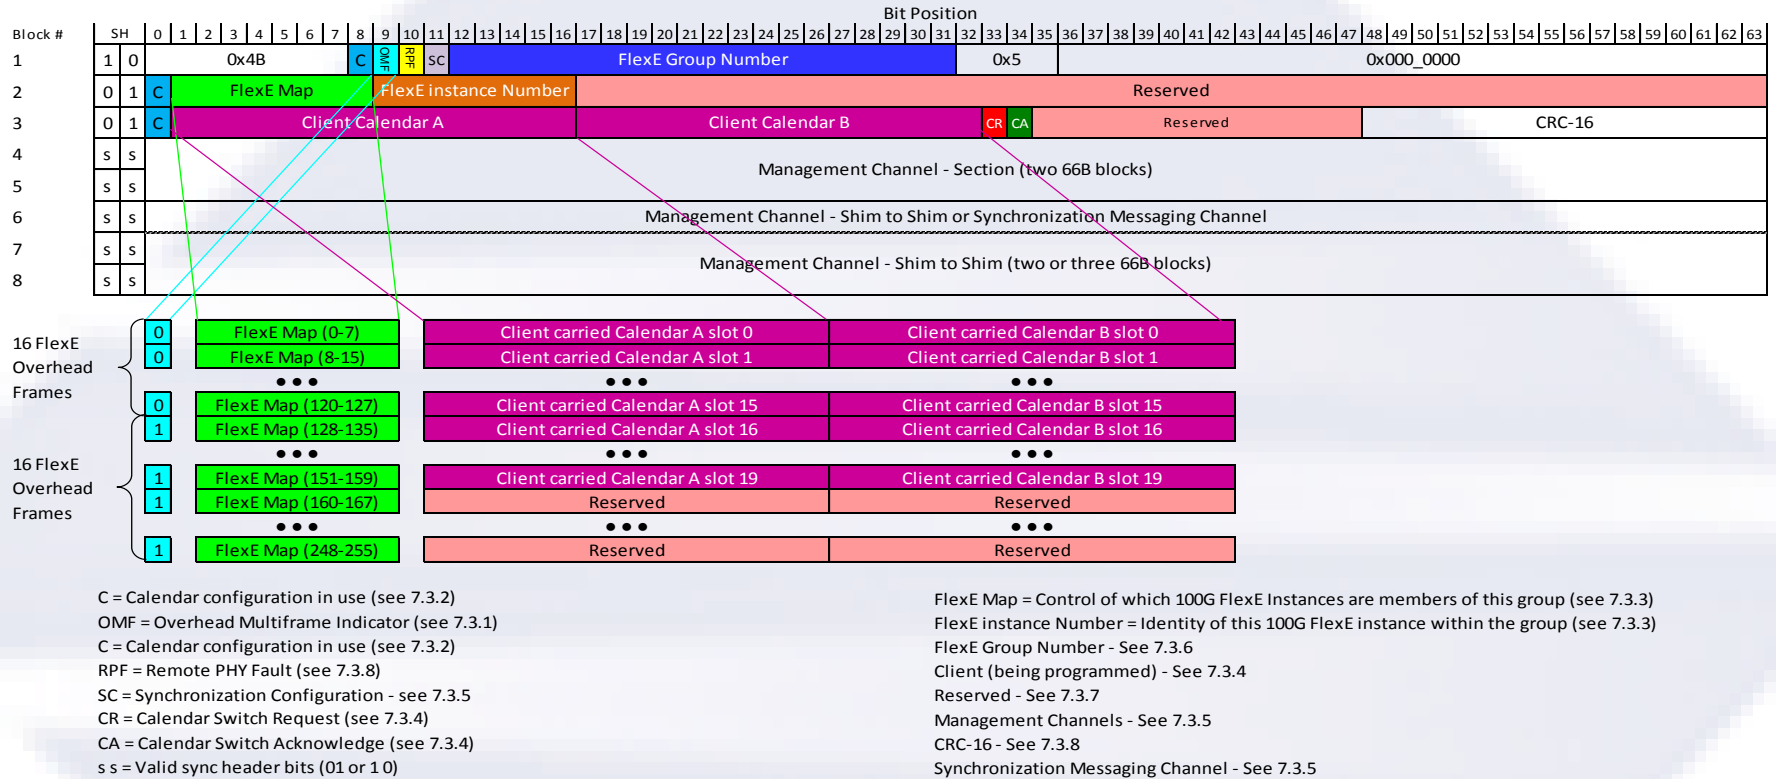 Bit Position
Block # SH 0 1 2 3 4 5 6 7 8 9 10 11 12 13 14 15 16 17 18 19 20 21 22 23 24 25 26 27 28 29 30 31 32 33 34 35 36 37 38 39 40 41 42 43 44 45 46 47 48 49 50 51 52 53 54 55 56 57 58 59 60 61 62 63
1 1 0 0x4B C OMF RPF SC FlexE Group Number 0x5 0x000_0000
2 0 1 C FlexE Map FlexE instance Number Reserved
3 0 1 C Client Calendar A Client Calendar B CR CA Reserved CRC-16
4 s s
Management Channel - Section (two 66B blocks)
5 s s
6 s s Management Channel - Shim to Shim or Synchronization Messaging Channel
7 s s
Management Channel - Shim to Shim (two or three 66B blocks)
8 s s
16 FlexE Overhead Frames
0 FlexE Map (0-7) Client carried Calendar A slot 0 Client carried Calendar B slot 0
0 FlexE Map (8-15) Client carried Calendar A slot 1 Client carried Calendar B slot 1
0 FlexE Map (120-127) Client carried Calendar A slot 15 Client carried Calendar B slot 15
16 FlexE Overhead Frames
1 FlexE Map (128-135) Client carried Calendar A slot 16 Client carried Calendar B slot 16
1 FlexE Map (151-159) Client carried Calendar A slot 19 Client carried Calendar B slot 19
1 FlexE Map (160-167) Reserved Reserved
1 FlexE Map (248-255) Reserved Reserved
C = Calendar configuration in use (see 7.3.2)
OMF = Overhead Multiframe Indicator (see 7.3.1)
C = Calendar configuration in use (see 7.3.2)
RPF = Remote PHY Fault (see 7.3.8)
SC = Synchronization Configuration - see 7.3.5
CR = Calendar Switch Request (see 7.3.4)
CA = Calendar Switch Acknowledge (see 7.3.4)
s s = Valid sync header bits (01 or 1 0)
FlexE Map = Control of which 100G FlexE Instances are members of this group (see 7.3.3)
FlexE instance Number = Identity of this 100G FlexE instance within the group (see 7.3.3)
FlexE Group Number - See 7.3.6
Client (being programmed) - See 7.3.4
Reserved - See 7.3.7
Management Channels - See 7.3.5
CRC-16 - See 7.3.8
Synchronization Messaging Channel - See 7.3.5